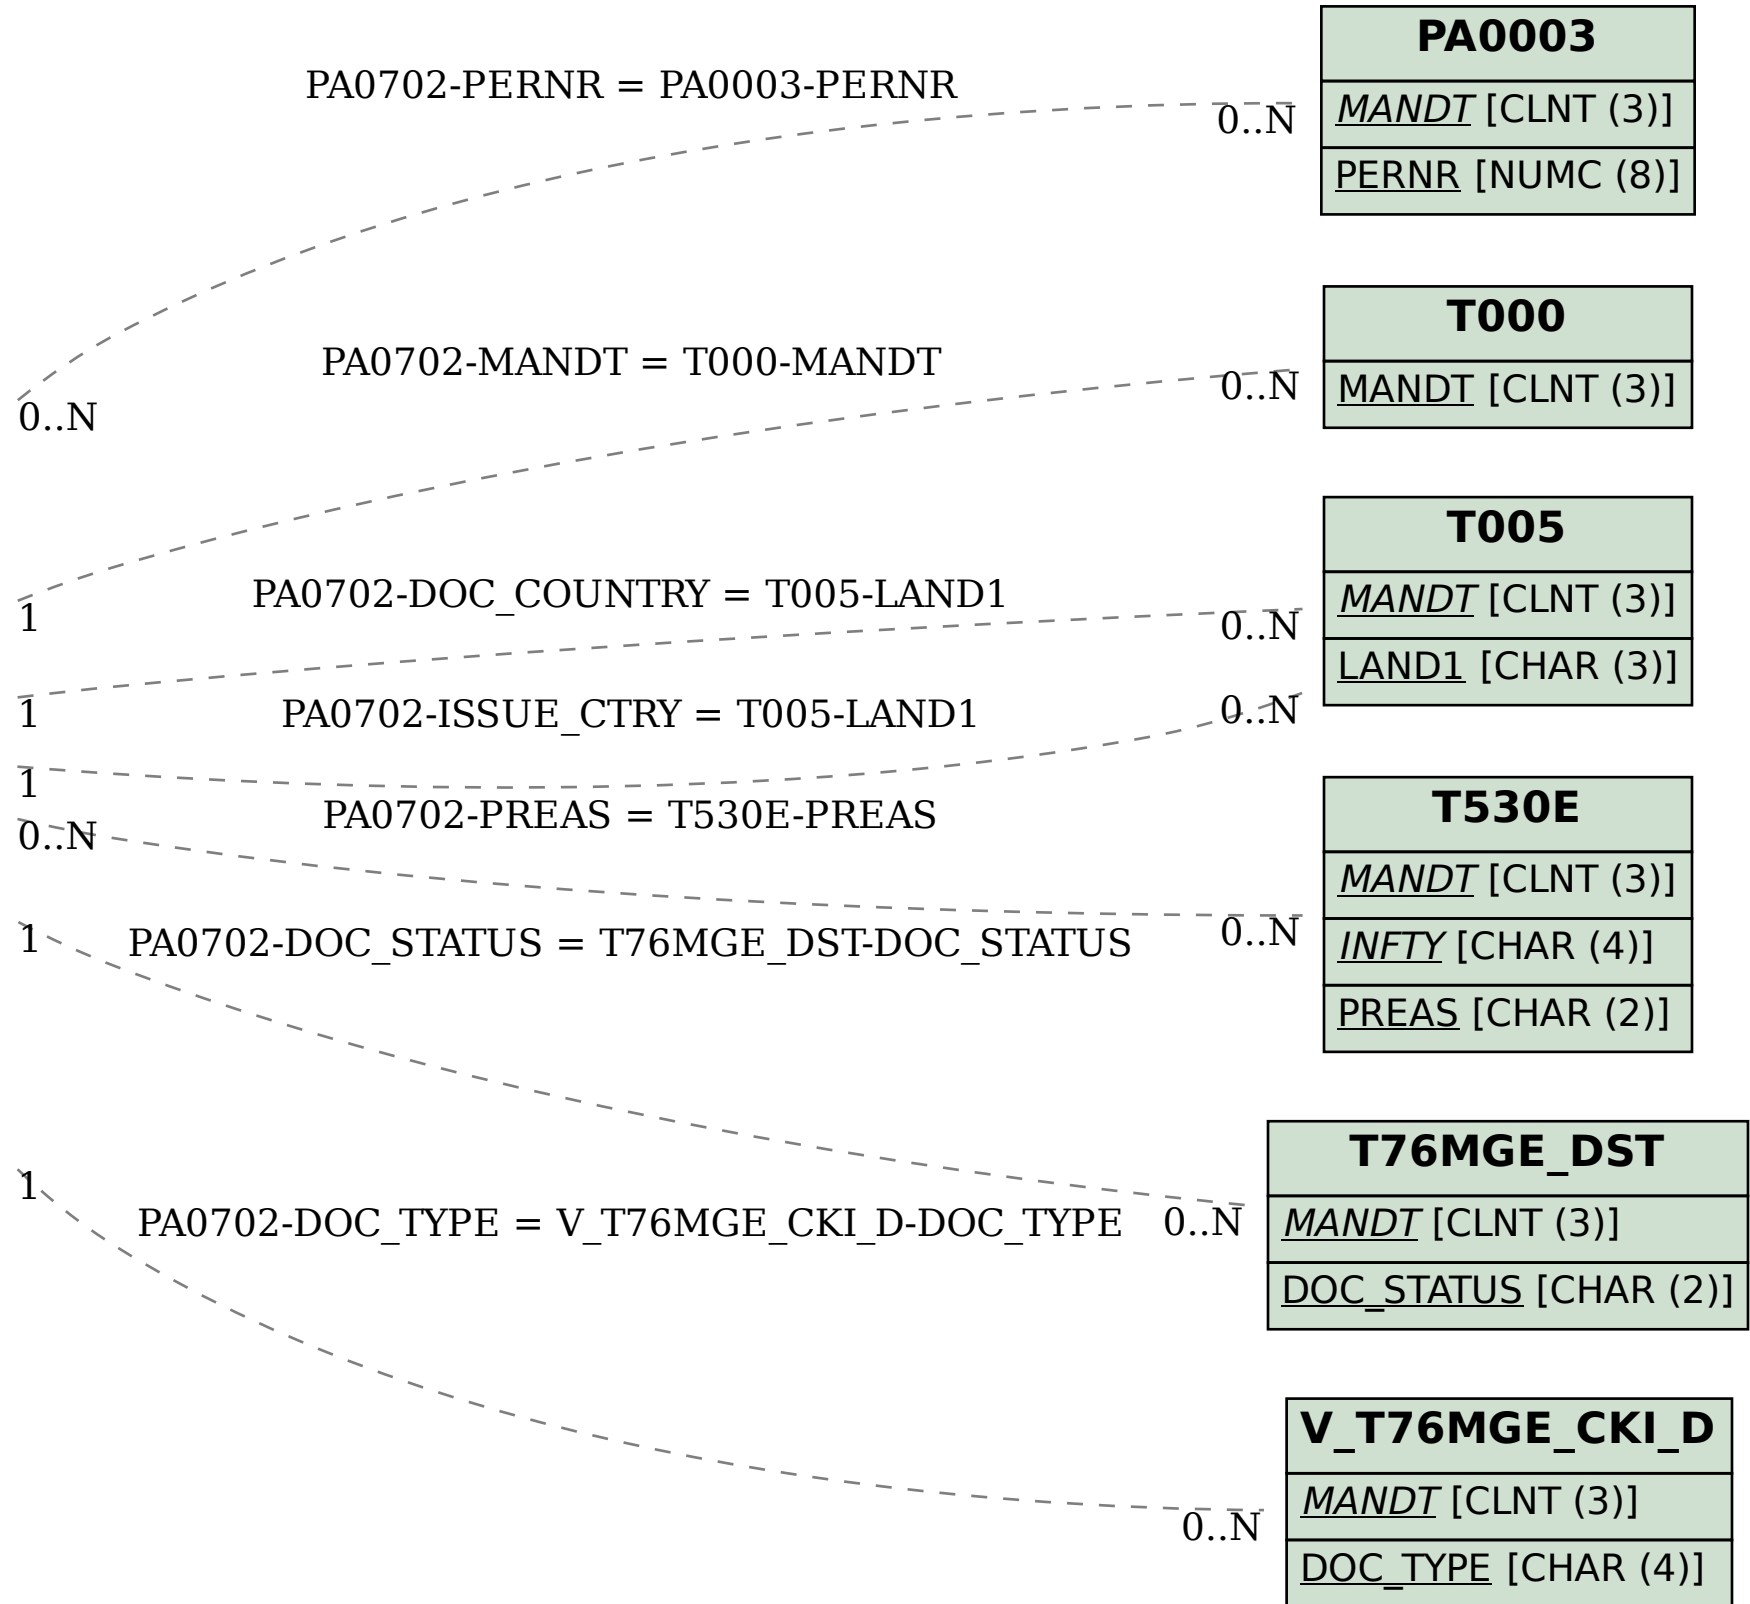 PA0003
MANDT [CLNT (3)]
PERNR [NUMC (8)]
PA0702-PERNR = PA0003-PERNR
0..N
0..N
T000
MANDT [CLNT (3)]
PA0702-MANDT = T000-MANDT
0..N
1
T005
MANDT [CLNT (3)]
LAND1 [CHAR (3)]
PA0702-DOC_COUNTRY = T005-LAND1
0..N
1
PA0702-ISSUE_CTRY = T005-LAND1
0..N
1
T530E
MANDT [CLNT (3)]
INFTY [CHAR (4)]
PREAS [CHAR (2)]
PA0702-PREAS = T530E-PREAS
0..N
0..N
1
PA0702-DOC_STATUS = T76MGE_DST-DOC_STATUS
0..N
T76MGE_DST
MANDT [CLNT (3)]
DOC_STATUS [CHAR (2)]
1
PA0702-DOC_TYPE = V_T76MGE_CKI_D-DOC_TYPE
0..N
V_T76MGE_CKI_D
MANDT [CLNT (3)]
DOC_TYPE [CHAR (4)]